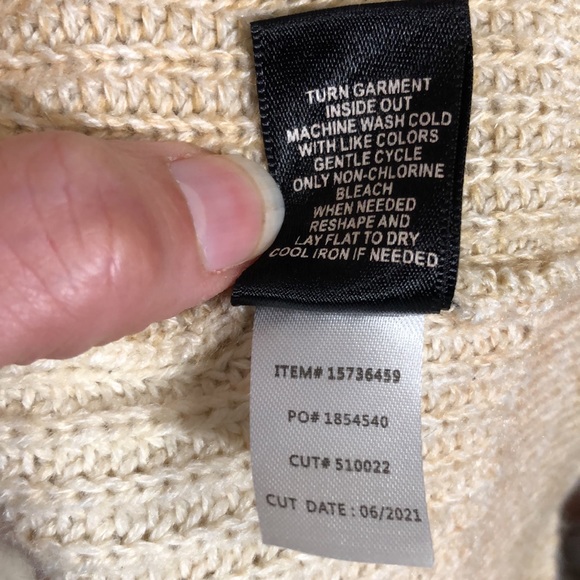 TURN GARMENT
INSIDE OUT
MACHINE WASH COLD
WITH LIKE COLORS
GENTLE CYCLE
ONLY NON-CHLORINE
BLEACH
WHEN NEEDED
RESHAPE AND
LAY FLAT TO DRY
COOL IRON IF NEEDED
ITEM# 15736459
PO# 1854540
CUT# 510022
CUT DATE : 06/2021